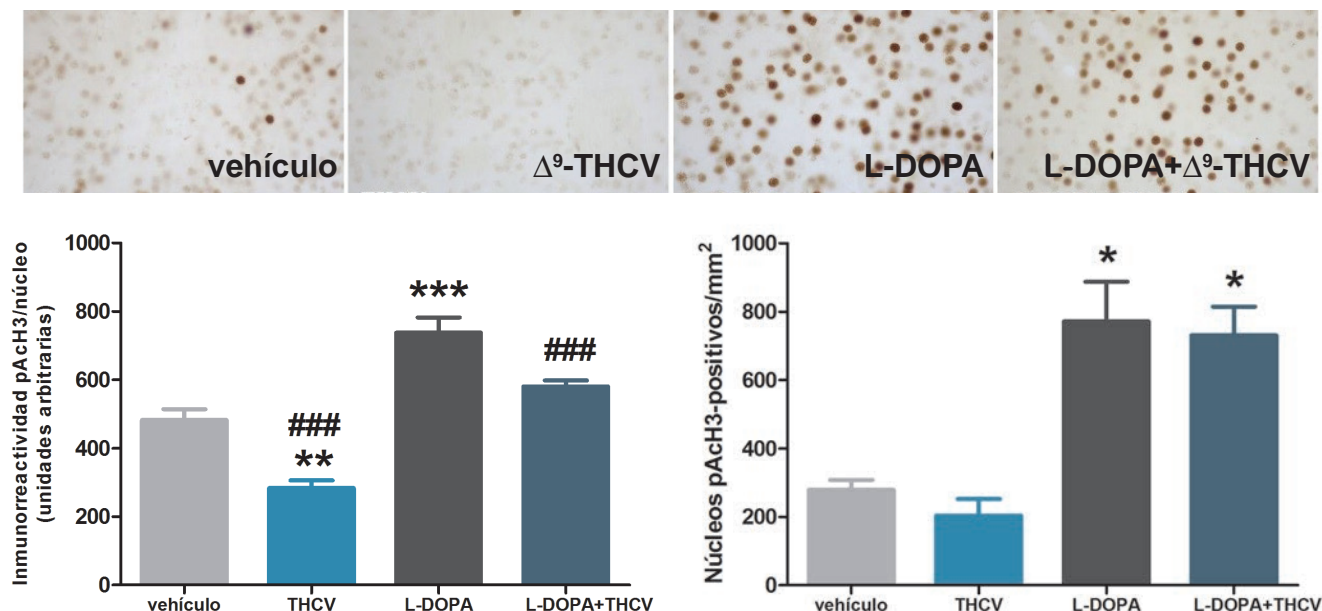 vehículo
Δ⁹-THCV
L-DOPA
L-DOPA+Δ⁹-THCV
Inmunorreactividad pAcH3/núcleo
(unidades arbitrarias)
1000
800
600
400
200
0
###
**
***
###
vehículo
THCV
L-DOPA
L-DOPA+THCV
Núcleos pAcH3-positivos/mm²
1000
800
600
400
200
0
*
*
vehículo
THCV
L-DOPA
L-DOPA+THCV